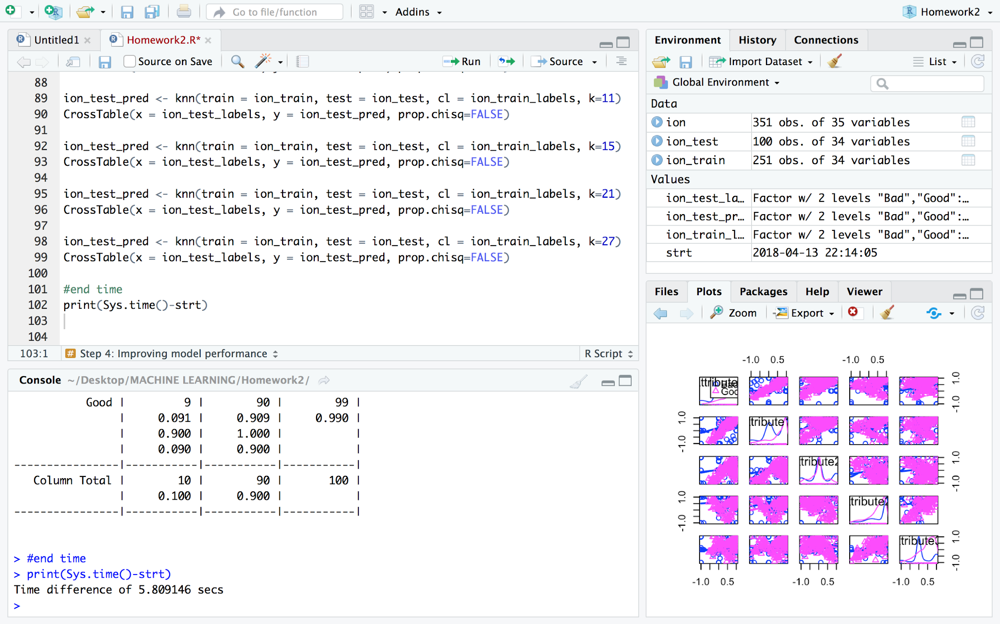 Go to file/function
Addins
Homework2
Untitled1
Homework2.R*
Source on Save
Run
Source
88
89 ion_test_pred <- knn(train = ion_train, test = ion_test, cl = ion_train_labels, k=11)
90 CrossTable(x = ion_test_labels, y = ion_test_pred, prop.chisq=FALSE)
91
92 ion_test_pred <- knn(train = ion_train, test = ion_test, cl = ion_train_labels, k=15)
93 CrossTable(x = ion_test_labels, y = ion_test_pred, prop.chisq=FALSE)
94
95 ion_test_pred <- knn(train = ion_train, test = ion_test, cl = ion_train_labels, k=21)
96 CrossTable(x = ion_test_labels, y = ion_test_pred, prop.chisq=FALSE)
97
98 ion_test_pred <- knn(train = ion_train, test = ion_test, cl = ion_train_labels, k=27)
99 CrossTable(x = ion_test_labels, y = ion_test_pred, prop.chisq=FALSE)
100
101 #end time
102 print(Sys.time()-strt)
103
104
103:1 # Step 4: Improving model performance R Script
Console ~/Desktop/MACHINE LEARNING/Homework2/
Good | 9 | 90 | 99 |
| 0.091 | 0.909 | 0.990 |
| 0.900 | 1.000 | |
| 0.090 | 0.900 | |
----------------|-----------|-----------|-----------|
Column Total | 10 | 90 | 100 |
| 0.100 | 0.900 | |
----------------|-----------|-----------|-----------|
> #end time
> print(Sys.time()-strt)
Time difference of 5.809146 secs
>
Environment History Connections
Import Dataset
List
Global Environment
Data
ion 351 obs. of 35 variables
ion_test 100 obs. of 34 variables
ion_train 251 obs. of 34 variables
Values
ion_test_la… Factor w/ 2 levels "Bad","Good":…
ion_test_pr… Factor w/ 2 levels "Bad","Good":…
ion_train_l… Factor w/ 2 levels "Bad","Good":…
strt 2018-04-13 22:14:05
Files Plots Packages Help Viewer
Zoom Export
-1.0 0.5 -1.0 0.5
-1.0 1.0
-1.0 1.0
tribute
-1.0 1.0
-1.0 1.0
-1.0 1.0
-1.0 0.5 -1.0 0.5 -1.0 0.5